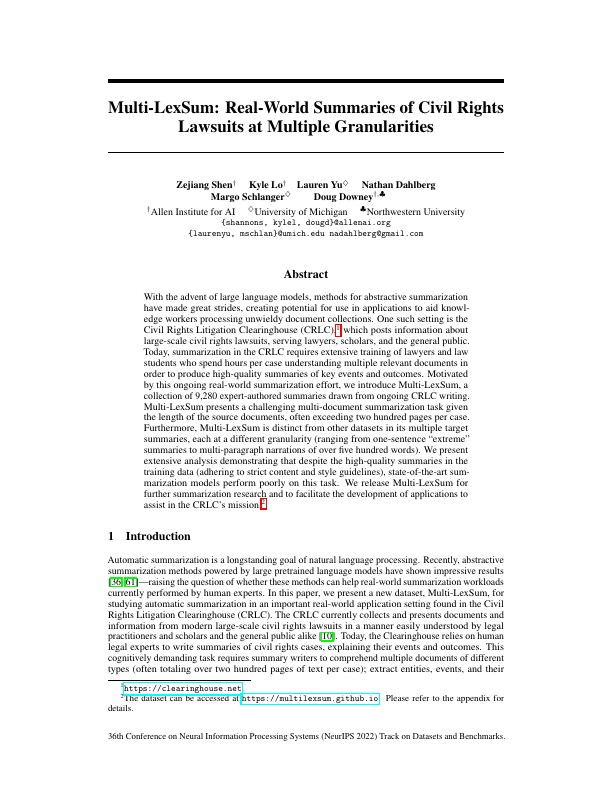 Multi-LexSum: Real-World Summaries of Civil Rights
Lawsuits at Multiple Granularities
Zejiang Shen† Kyle Lo† Lauren Yu♢ Nathan Dahlberg
Margo Schlanger♢ Doug Downey†,♣
†Allen Institute for AI ♢University of Michigan ♣Northwestern University
{shannons, kylel, dougd}@allenai.org
{laurenyu, mschlan}@umich.edu nadahlberg@gmail.com
Abstract
With the advent of large language models, methods for abstractive summarization
have made great strides, creating potential for use in applications to aid knowl-
edge workers processing unwieldy document collections. One such setting is the
Civil Rights Litigation Clearinghouse (CRLC),1 which posts information about
large-scale civil rights lawsuits, serving lawyers, scholars, and the general public.
Today, summarization in the CRLC requires extensive training of lawyers and law
students who spend hours per case understanding multiple relevant documents in
order to produce high-quality summaries of key events and outcomes. Motivated
by this ongoing real-world summarization effort, we introduce Multi-LexSum, a
collection of 9,280 expert-authored summaries drawn from ongoing CRLC writing.
Multi-LexSum presents a challenging multi-document summarization task given
the length of the source documents, often exceeding two hundred pages per case.
Furthermore, Multi-LexSum is distinct from other datasets in its multiple target
summaries, each at a different granularity (ranging from one-sentence “extreme”
summaries to multi-paragraph narrations of over five hundred words). We present
extensive analysis demonstrating that despite the high-quality summaries in the
training data (adhering to strict content and style guidelines), state-of-the-art sum-
marization models perform poorly on this task. We release Multi-LexSum for
further summarization research and to facilitate the development of applications to
assist in the CRLC’s mission.2
1 Introduction
Automatic summarization is a longstanding goal of natural language processing. Recently, abstractive
summarization methods powered by large pretrained language models have shown impressive results
[36, 61]—raising the question of whether these methods can help real-world summarization workloads
currently performed by human experts. In this paper, we present a new dataset, Multi-LexSum, for
studying automatic summarization in an important real-world application setting found in the Civil
Rights Litigation Clearinghouse (CRLC). The CRLC currently collects and presents documents and
information from modern large-scale civil rights lawsuits in a manner easily understood by legal
practitioners and scholars and the general public alike [10]. Today, the Clearinghouse relies on human
legal experts to write summaries of civil rights cases, explaining their events and outcomes. This
cognitively demanding task requires summary writers to comprehend multiple documents of different
types (often totaling over two hundred pages of text per case); extract entities, events, and their
1https://clearinghouse.net
2The dataset can be accessed at https://multilexsum.github.io. Please refer to the appendix for
details.
36th Conference on Neural Information Processing Systems (NeurIPS 2022) Track on Datasets and Benchmarks.